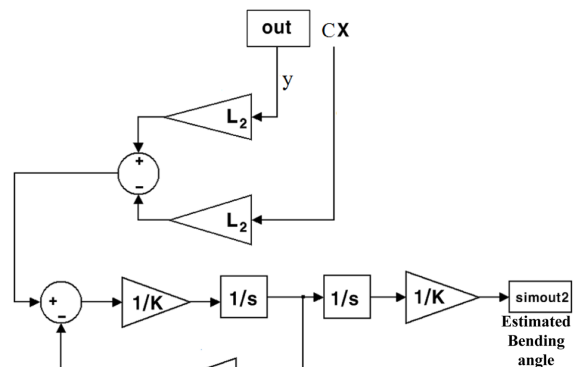 out
CX
y
L2
+
−
L2
+
−
1/K
1/s
1/s
1/K
simout2
Estimated
Bending
angle